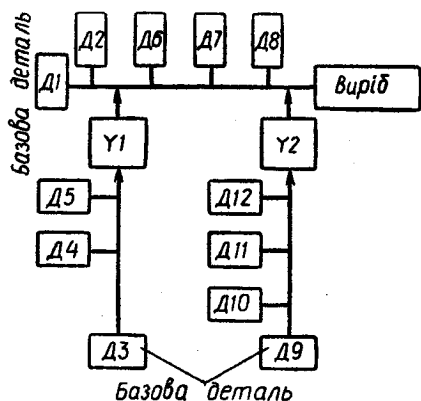 Базова деталь
Д1
Д2
Д6
Д7
Д8
Виріб
Y1
Y2
Д5
Д12
Д4
Д11
Д10
Д3
Д9
Базова деталь